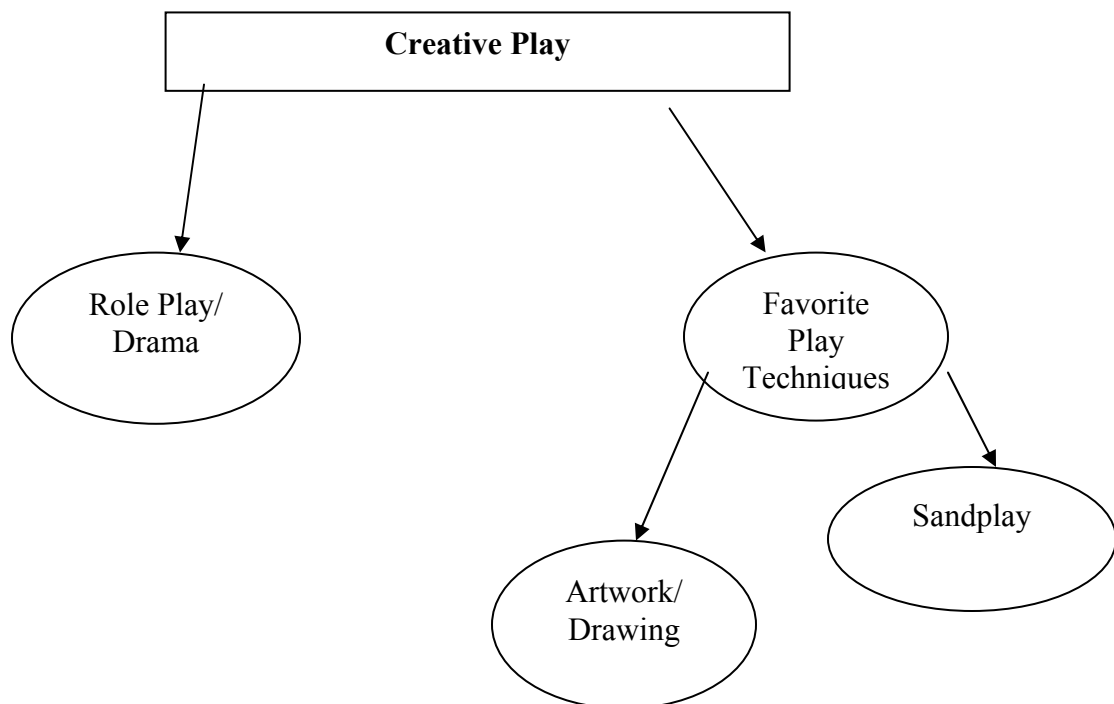 Creative Play
Role Play/
Drama
Favorite
Play
Techniques
Sandplay
Artwork/
Drawing